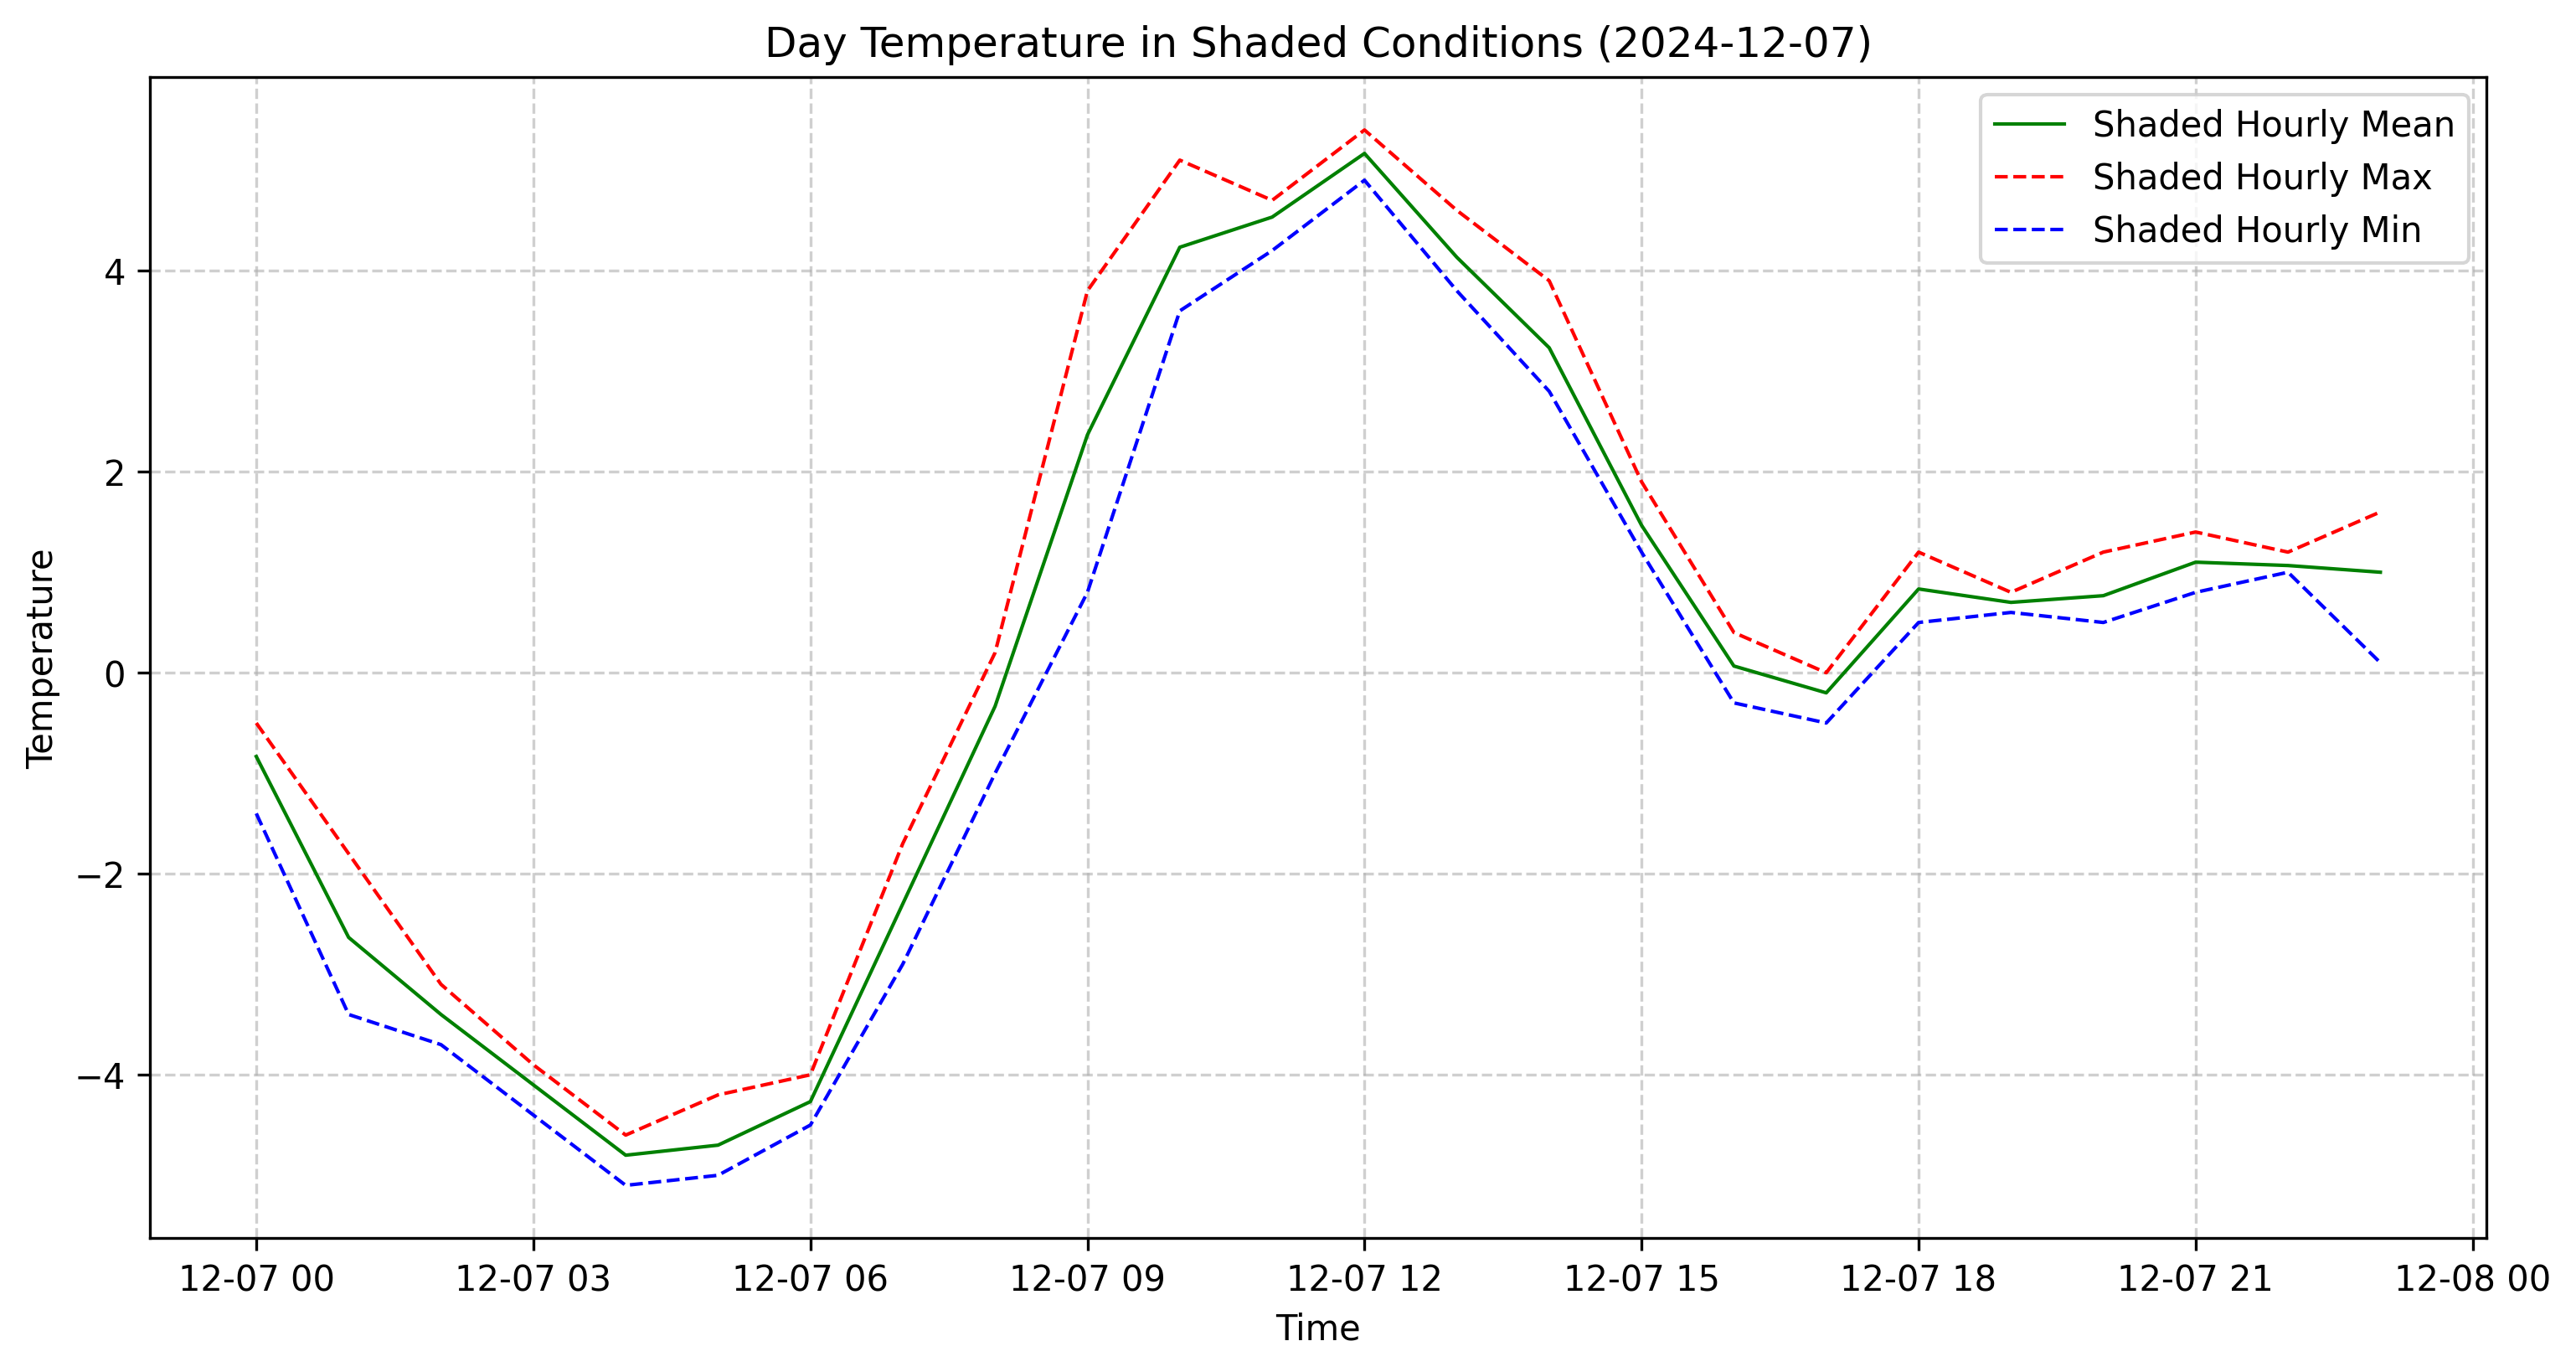 Day Temperature in Shaded Conditions (2024-12-07)
Shaded Hourly Mean
Shaded Hourly Max
Shaded Hourly Min
Temperature
4
2
0
−2
−4
12-07 00 12-07 03 12-07 06 12-07 09 12-07 12 12-07 15 12-07 18 12-07 21 12-08 00
Time